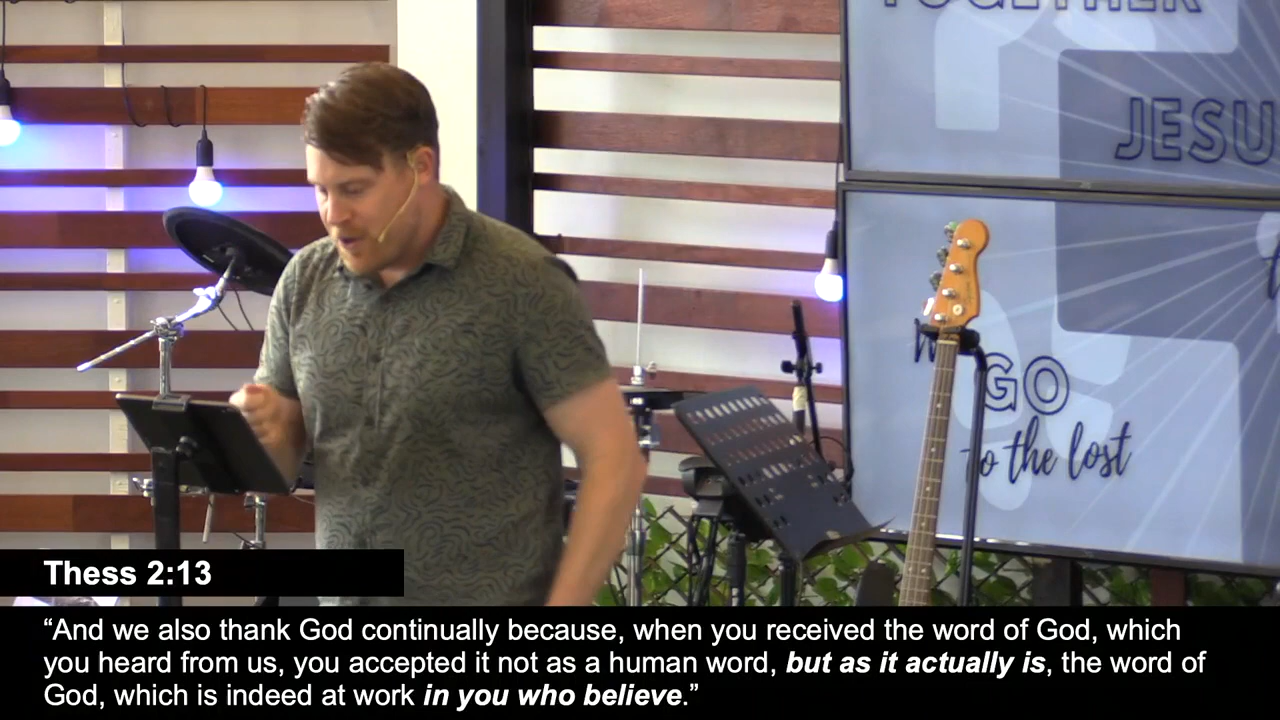 TOGETHER
JESU
GO
to the lost
Thess 2:13
“And we also thank God continually because, when you received the word of God, which
you heard from us, you accepted it not as a human word, but as it actually is, the word of
God, which is indeed at work in you who believe.”